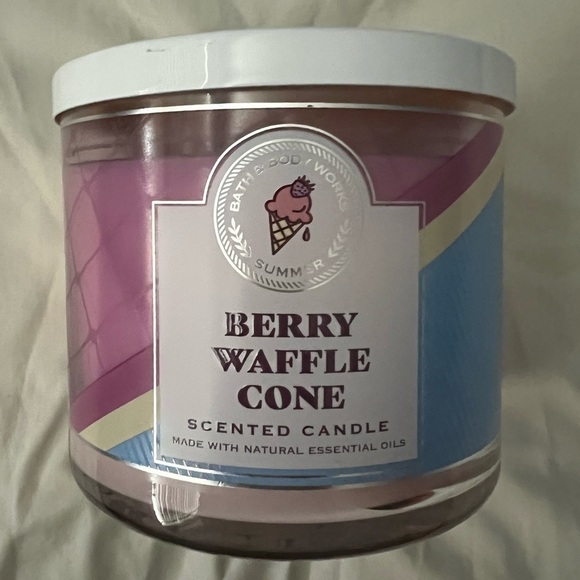 BATH & BODY WORKS
SUMMER
BERRY
WAFFLE
CONE
SCENTED CANDLE
MADE WITH NATURAL ESSENTIAL OILS